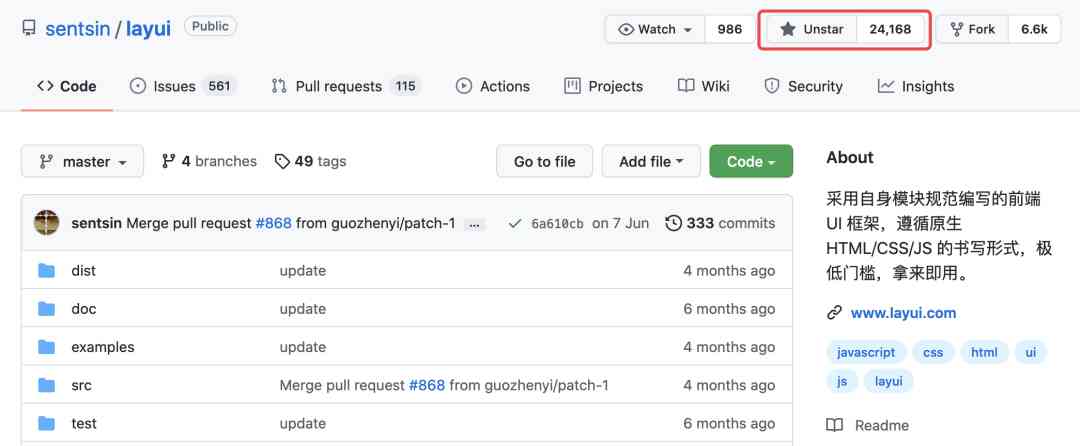 sentsin / layui Public Watch 986 Unstar 24,168 Fork 6.6k
Code Issues 561 Pull requests 115 Actions Projects Wiki Security Insights
master 4 branches 49 tags Go to file Add file Code
sentsin Merge pull request #868 from guozhenyi/patch-1 ... 6a610cb on 7 Jun 333 commits
dist update 4 months ago
doc update 6 months ago
examples update 4 months ago
src Merge pull request #868 from guozhenyi/patch-1 4 months ago
test update 6 months ago
About
采用自身模块规范编写的前端
UI 框架，遵循原生
HTML/CSS/JS 的书写形式，极
低门槛，拿来即用。
www.layui.com
javascript css html ui
js layui
Readme